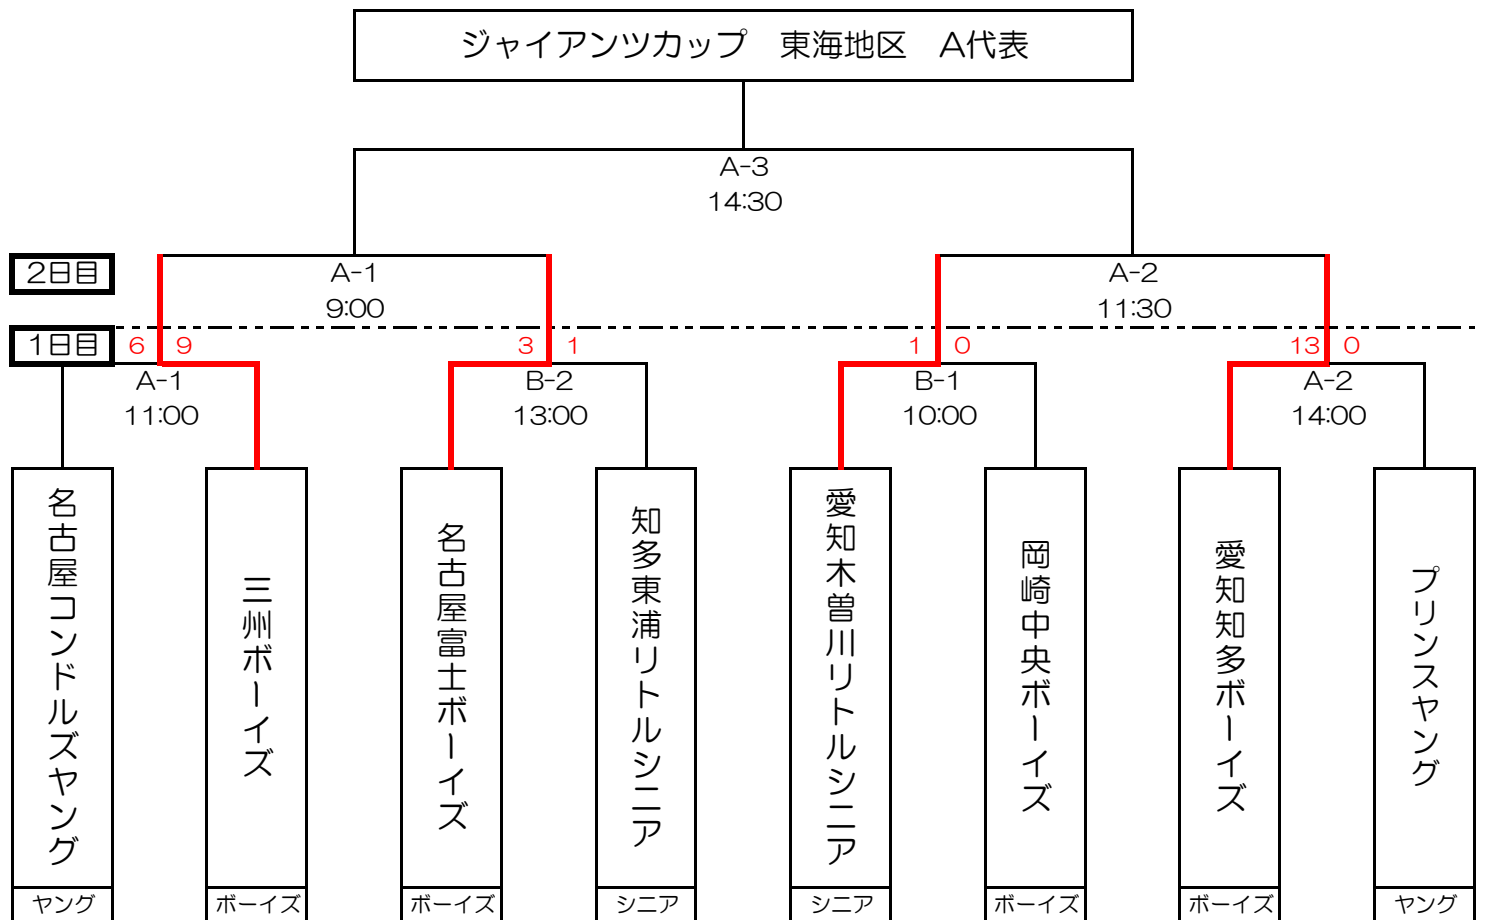 ジャイアンツカップ　東海地区　A代表
A-3
14:30
2日目
A-1
9:00
A-2
11:30
1日目
6 9
3 1
1 0
13 0
A-1
11:00
B-2
13:00
B-1
10:00
A-2
14:00
名古屋コンドルズヤング
三州ボーイズ
名古屋富士ボーイズ
知多東浦リトルシニア
愛知木曽川リトルシニア
岡崎中央ボーイズ
愛知知多ボーイズ
プリンスヤング
ヤング
ボーイズ
ボーイズ
シニア
シニア
ボーイズ
ボーイズ
ヤング